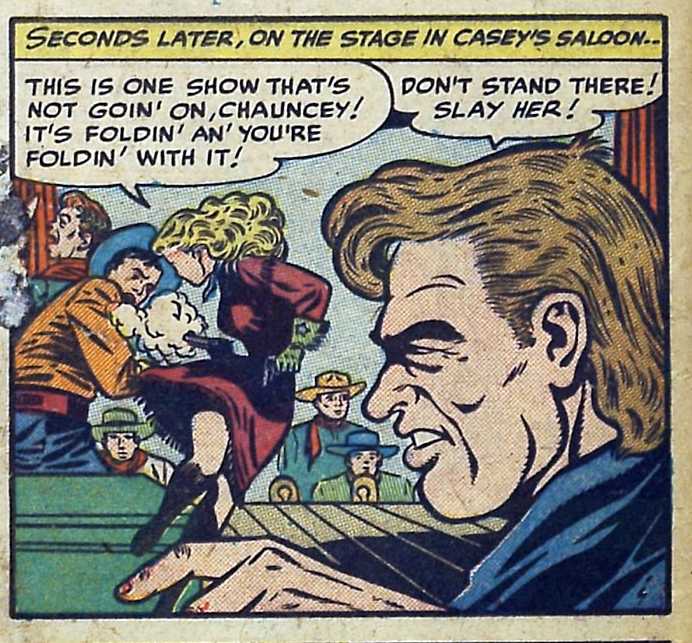 SECONDS LATER, ON THE STAGE IN CASEY'S SALOON..
THIS IS ONE SHOW THAT'S
NOT GOIN' ON, CHAUNCEY!
IT'S FOLDIN' AN' YOU'RE
FOLDIN' WITH IT!
DON'T STAND THERE!
SLAY HER!